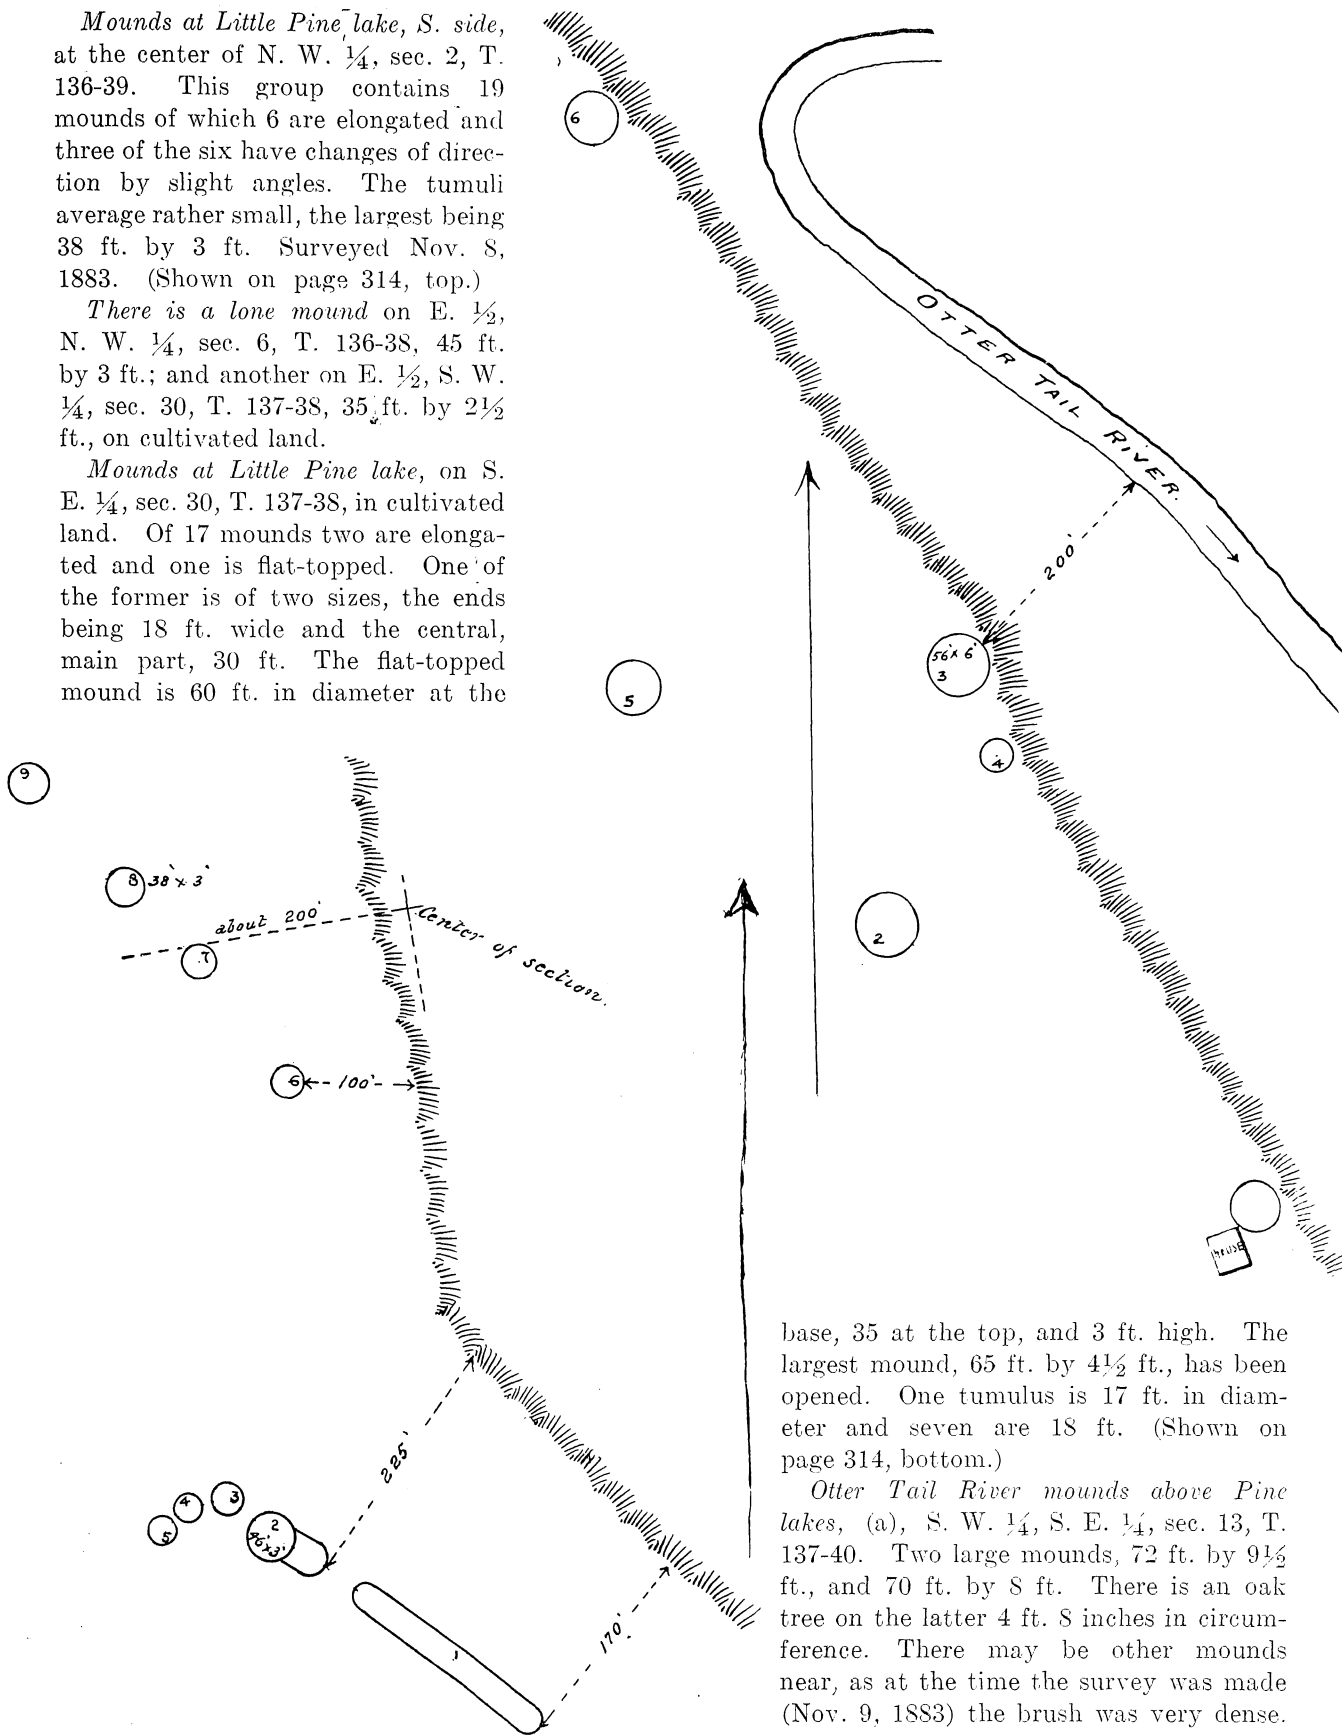 Mounds at Little Pine lake, S. side,
at the center of N. W. ¼, sec. 2, T.
136-39. This group contains 19
mounds of which 6 are elongated and
three of the six have changes of direc-
tion by slight angles. The tumuli
average rather small, the largest being
38 ft. by 3 ft. Surveyed Nov. 8,
1883. (Shown on page 314, top.)
There is a lone mound on E. ½,
N. W. ¼, sec. 6, T. 136-38, 45 ft.
by 3 ft.; and another on E. ½, S. W.
¼, sec. 30, T. 137-38, 35 ft. by 2½
ft., on cultivated land.
Mounds at Little Pine lake, on S.
E. ¼, sec. 30, T. 137-38, in cultivated
land. Of 17 mounds two are elonga-
ted and one is flat-topped. One of
the former is of two sizes, the ends
being 18 ft. wide and the central,
main part, 30 ft. The flat-topped
mound is 60 ft. in diameter at the
6
OTTER TAIL RIVER.
200'
56' x 6'
3
5
4
2
HOUSE
9
8 38' x 3'
about 200'
Center of section.
7
6 100'
225'
3
4
5
2
46' x 3'
1
170'
base, 35 at the top, and 3 ft. high. The
largest mound, 65 ft. by 4½ ft., has been
opened. One tumulus is 17 ft. in diam-
eter and seven are 18 ft. (Shown on
page 314, bottom.)
Otter Tail River mounds above Pine
lakes, (a), S. W. ¼, S. E. ¼, sec. 13, T.
137-40. Two large mounds, 72 ft. by 9½
ft., and 70 ft. by 8 ft. There is an oak
tree on the latter 4 ft. 8 inches in circum-
ference. There may be other mounds
near, as at the time the survey was made
(Nov. 9, 1883) the brush was very dense.